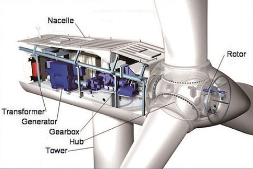 Nacelle
Rotor
Transformer
Generator
Gearbox
Hub
Tower